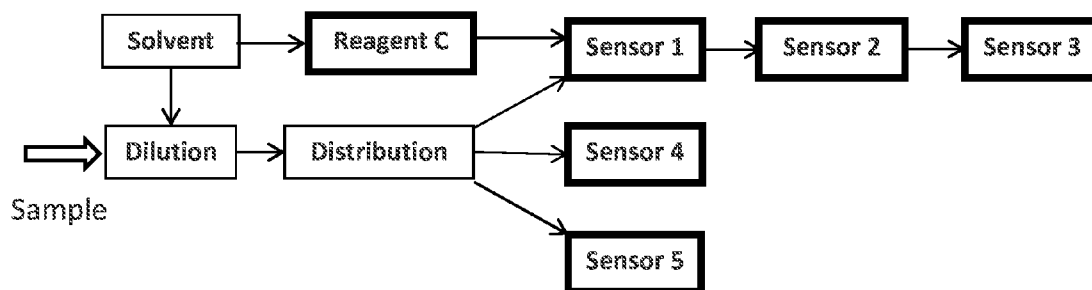 Solvent
Reagent C
Sensor 1
Sensor 2
Sensor 3
Dilution
Distribution
Sensor 4
Sample
Sensor 5